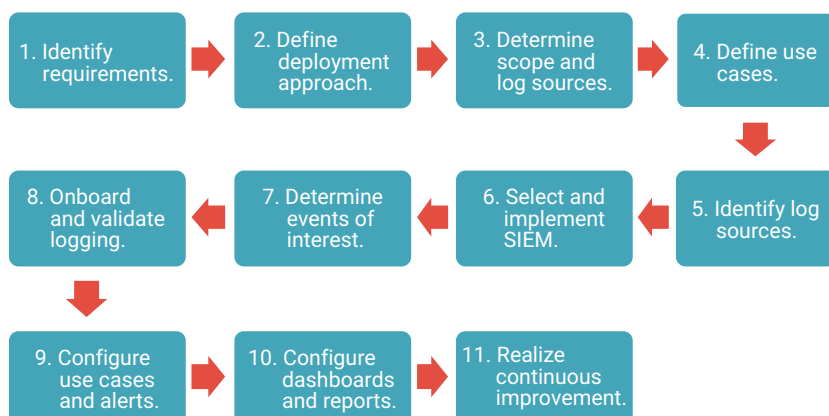 1. Identify
requirements.
2. Define
deployment
approach.
3. Determine
scope and
log sources.
4. Define use
cases.
5. Identify log
sources.
6. Select and
implement
SIEM.
7. Determine
events of
interest.
8. Onboard
and validate
logging.
9. Configure
use cases
and alerts.
10. Configure
dashboards
and reports.
11. Realize
continuous
improvement.